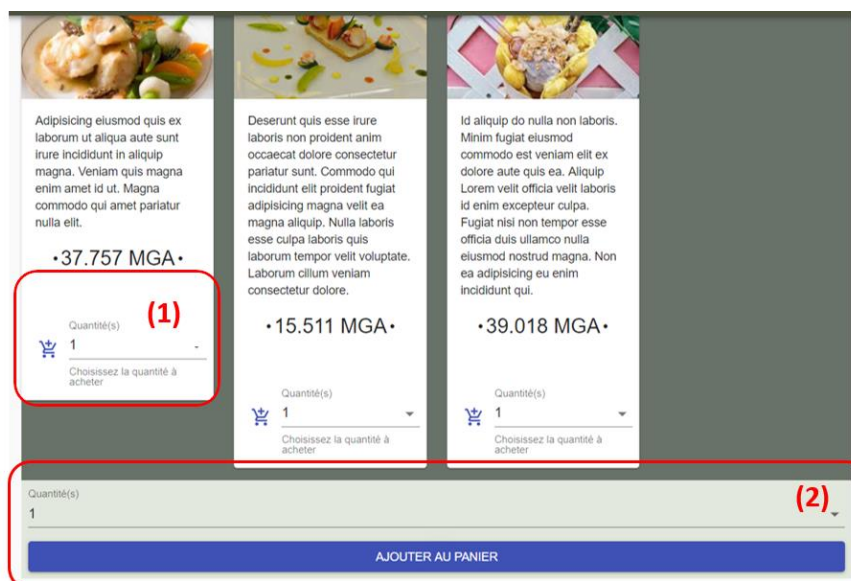 Adipisicing eiusmod quis ex
laborum ut aliqua aute sunt
irure incididunt in aliquip
magna. Veniam quis magna
enim amet id ut. Magna
commodo qui amet pariatur
nulla elit.
•37.757 MGA•
(1)
Quantité(s)
1
Choisissez la quantité à
acheter
Deserunt quis esse irure
laboris non proident anim
occaecat dolore consectetur
pariatur sunt. Commodo qui
incididunt elit proident fugiat
adipisicing magna velit ea
magna aliquip. Nulla laboris
esse culpa laboris quis
laborum tempor velit voluptate.
Laborum cillum veniam
consectetur dolore.
•15.511 MGA•
Quantité(s)
1
Choisissez la quantité à
acheter
Id aliquip do nulla non laboris.
Minim fugiat eiusmod
commodo est veniam elit ex
dolore aute quis ea. Aliquip
Lorem velit officia velit laboris
id enim excepteur culpa.
Fugiat nisi non tempor esse
officia duis ullamco nulla
eiusmod nostrud magna. Non
ea adipisicing eu enim
incididunt qui.
•39.018 MGA•
Quantité(s)
1
Choisissez la quantité à
acheter
Quantité(s)
1
(2)
AJOUTER AU PANIER